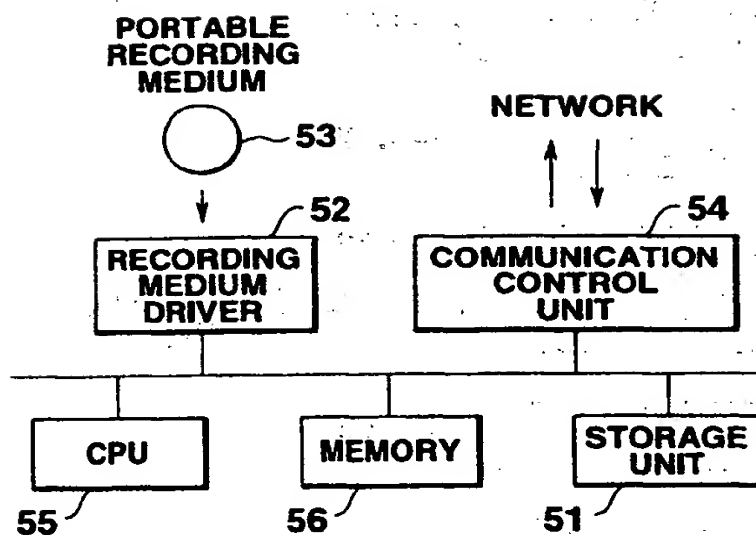 PORTABLE
RECORDING
MEDIUM
53
NETWORK
52
54
RECORDING
MEDIUM
DRIVER
COMMUNICATION
CONTROL
UNIT
CPU
MEMORY
STORAGE
UNIT
55
56
51